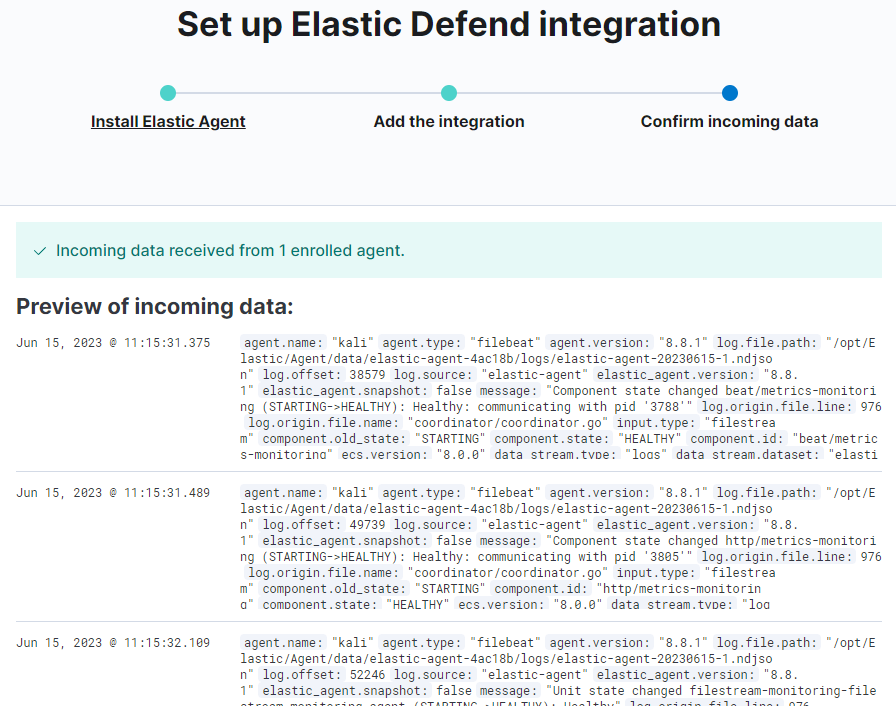 Set up Elastic Defend integration
Install Elastic Agent
Add the integration
Confirm incoming data
Incoming data received from 1 enrolled agent.
Preview of incoming data:
Jun 15, 2023 @ 11:15:31.375
agent.name: "kali" agent.type: "filebeat" agent.version: "8.8.1" log.file.path: "/opt/E
lastic/Agent/data/elastic-agent-4ac18b/logs/elastic-agent-20230615-1.ndjso
n" log.offset: 38579 log.source: "elastic-agent" elastic_agent.version: "8.8.
1" elastic_agent.snapshot: false message: "Component state changed beat/metrics-monitori
ng (STARTING->HEALTHY): Healthy: communicating with pid '3788'" log.origin.file.line: 976
log.origin.file.name: "coordinator/coordinator.go" input.type: "filestrea
m" component.old_state: "STARTING" component.state: "HEALTHY" component.id: "beat/metric
s-monitoring" ecs.version: "8.0.0" data_stream.type: "logs" data_stream.dataset: "elasti
Jun 15, 2023 @ 11:15:31.489
agent.name: "kali" agent.type: "filebeat" agent.version: "8.8.1" log.file.path: "/opt/E
lastic/Agent/data/elastic-agent-4ac18b/logs/elastic-agent-20230615-1.ndjso
n" log.offset: 49739 log.source: "elastic-agent" elastic_agent.version: "8.8.
1" elastic_agent.snapshot: false message: "Component state changed http/metrics-monitori
ng (STARTING->HEALTHY): Healthy: communicating with pid '3805'" log.origin.file.line: 976
log.origin.file.name: "coordinator/coordinator.go" input.type: "filestrea
m" component.old_state: "STARTING" component.id: "http/metrics-monitorin
g" component.state: "HEALTHY" ecs.version: "8.0.0" data_stream.type: "log
Jun 15, 2023 @ 11:15:32.109
agent.name: "kali" agent.type: "filebeat" agent.version: "8.8.1" log.file.path: "/opt/E
lastic/Agent/data/elastic-agent-4ac18b/logs/elastic-agent-20230615-1.ndjso
n" log.offset: 52246 log.source: "elastic-agent" elastic_agent.version: "8.8.
1" elastic_agent.snapshot: false message: "Unit state changed filestream-monitoring-file
stream-monitoring-agent (STARTING->HEALTHY): Healthy" log.origin.file.line: 976